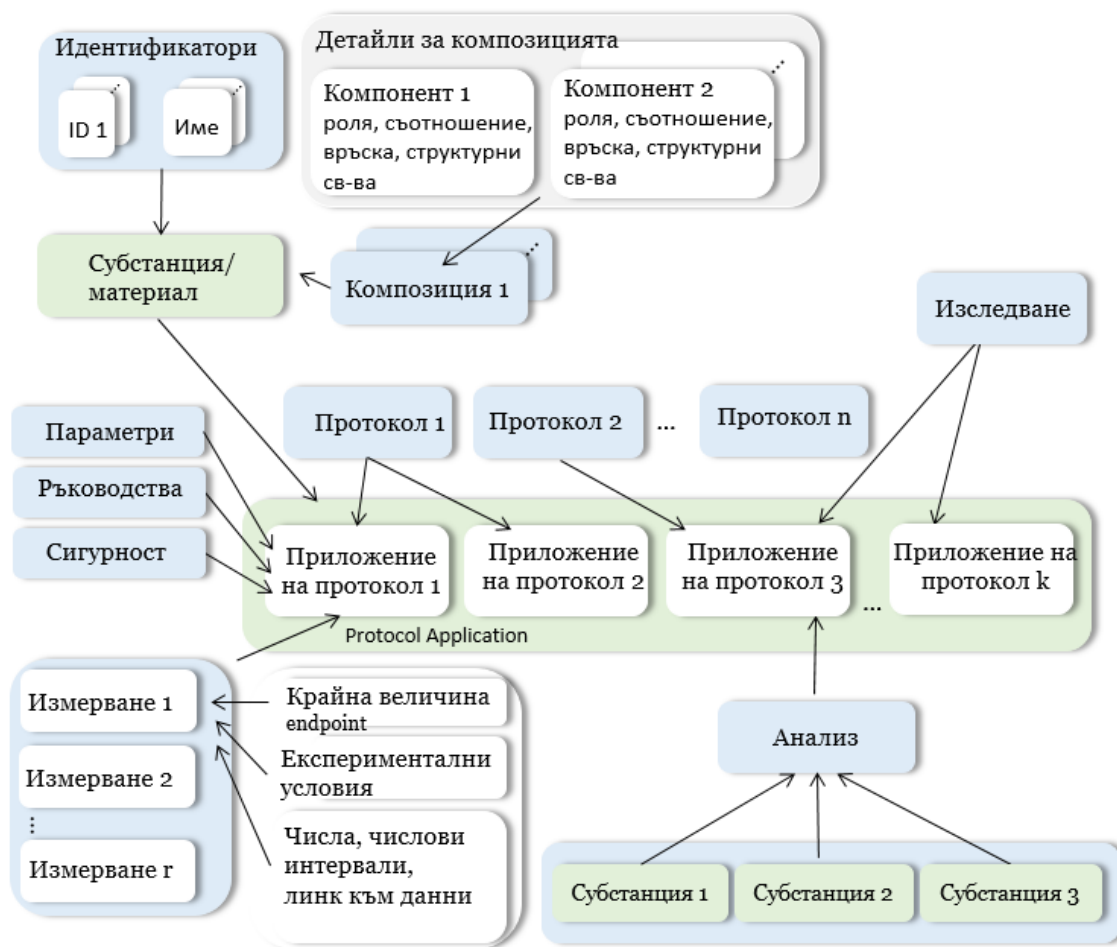 Идентификатори
ID 1
Име
Детайли за композицията
Компонент 1
роля, съотношение,
връска, структурни
св-ва
Компонент 2
роля, съотношение,
връска, структурни
св-ва
Субстанция/
материал
Композиция 1
Изследване
Параметри
Ръководства
Сигурност
Протокол 1
Протокол 2
...
Протокол n
Приложение
на протокол 1
Приложение
на протокол 2
Приложение
на протокол 3
...
Приложение на
протокол k
Protocol Application
Измерване 1
Измерване 2
Измерване r
Крайна величина
endpoint
Експериментални
условия
Числа, числови
интервали,
линк към данни
Анализ
Субстанция 1
Субстанция 2
Субстанция 3